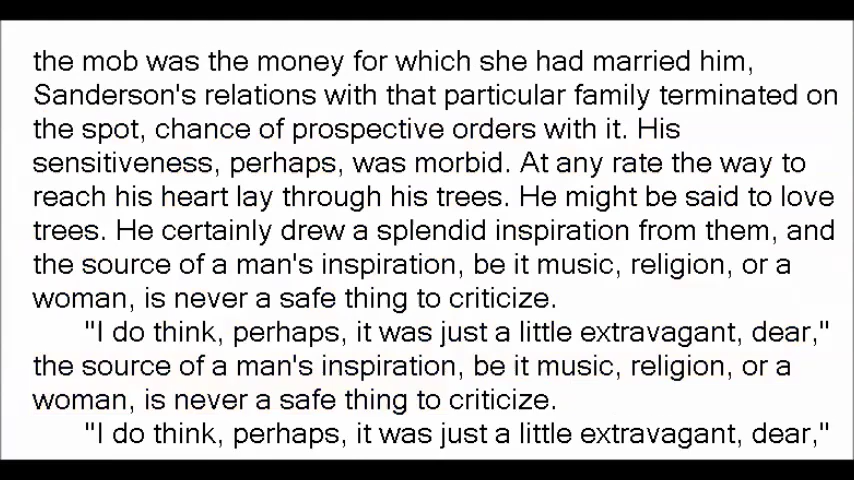 the mob was the money for which she had married him,
Sanderson's relations with that particular family terminated on
the spot, chance of prospective orders with it. His
sensitiveness, perhaps, was morbid. At any rate the way to
reach his heart lay through his trees. He might be said to love
trees. He certainly drew a splendid inspiration from them, and
the source of a man's inspiration, be it music, religion, or a
woman, is never a safe thing to criticize.
"I do think, perhaps, it was just a little extravagant, dear,"
the source of a man's inspiration, be it music, religion, or a
woman, is never a safe thing to criticize.
"I do think, perhaps, it was just a little extravagant, dear,"